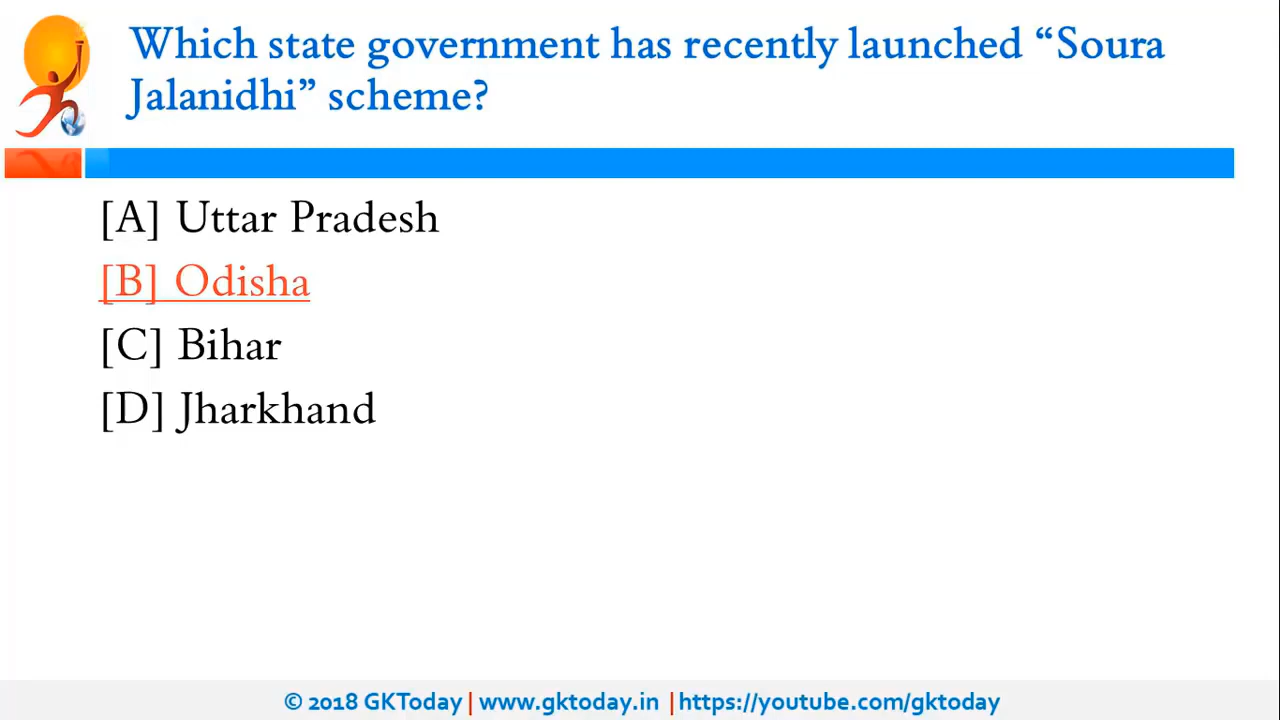 Which state government has recently launched “Soura
Jalanidhi” scheme?
[A] Uttar Pradesh
[B] Odisha
[C] Bihar
[D] Jharkhand
© 2018 GKToday | www.gktoday.in | https://youtube.com/gktoday